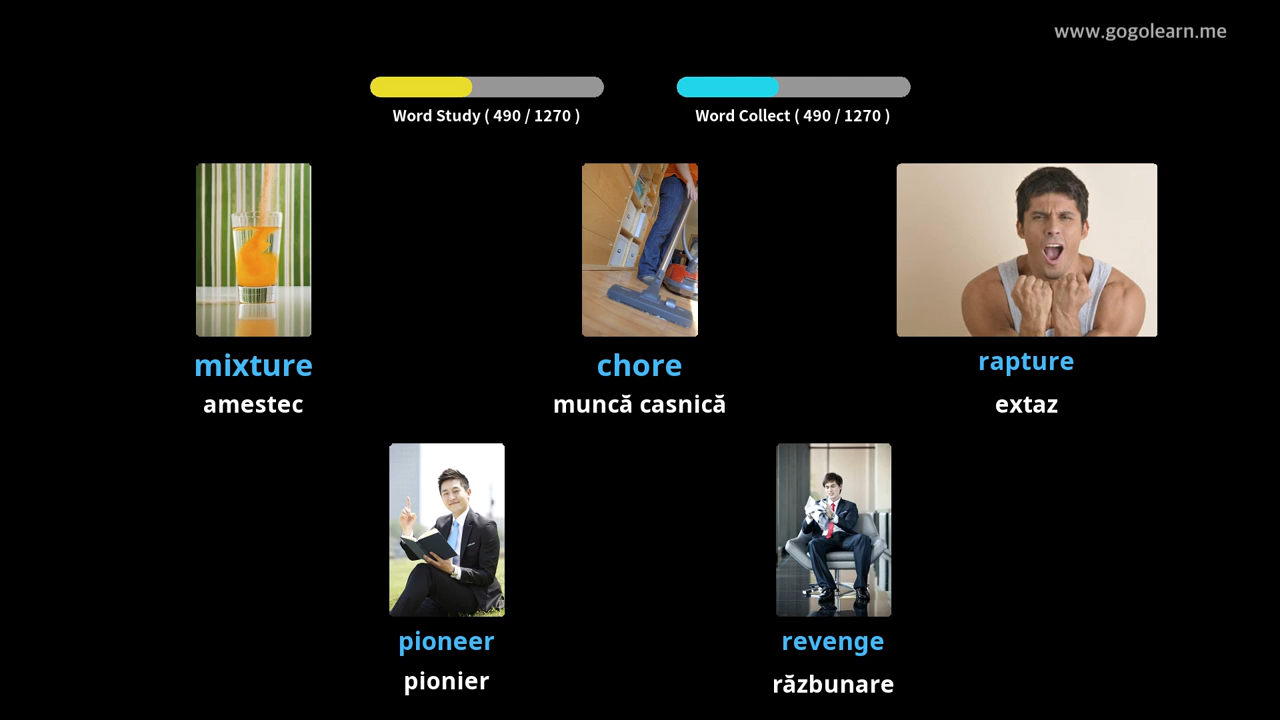 www.gogolearn.me
Word Study ( 490 / 1270 )
Word Collect ( 490 / 1270 )
mixture
amestec
chore
muncă casnică
rapture
extaz
pioneer
pionier
revenge
răzbunare